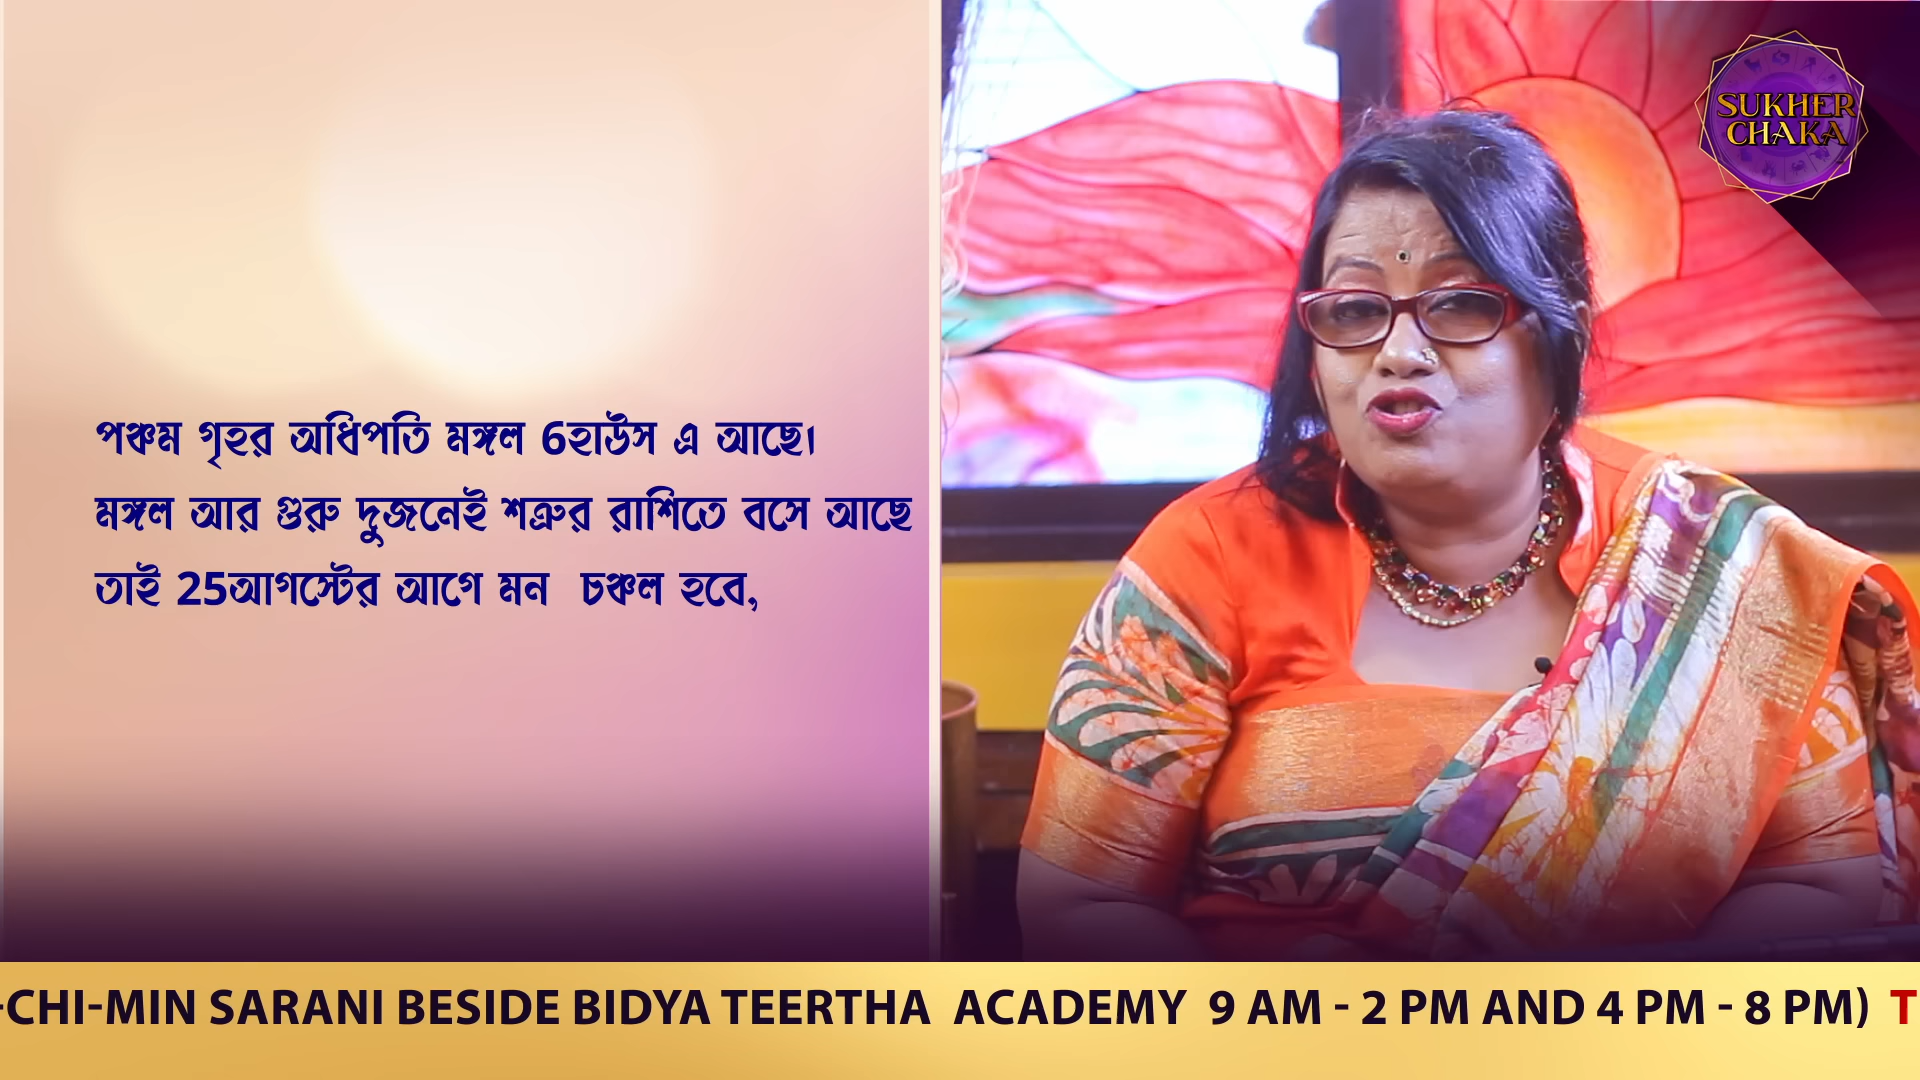 SUKHER
CHAKA
পঞ্চম গৃহর অধিপতি মঙ্গল 6হাউস এ আছে।
মঙ্গল আর গুরু দুজনেই শত্রুর রাশিতে বসে আছে
তাই 25আগস্টের আগে মন  চঞ্চল হবে,
-CHI-MIN SARANI BESIDE BIDYA TEERTHA  ACADEMY  9 AM - 2 PM AND 4 PM - 8 PM)  T